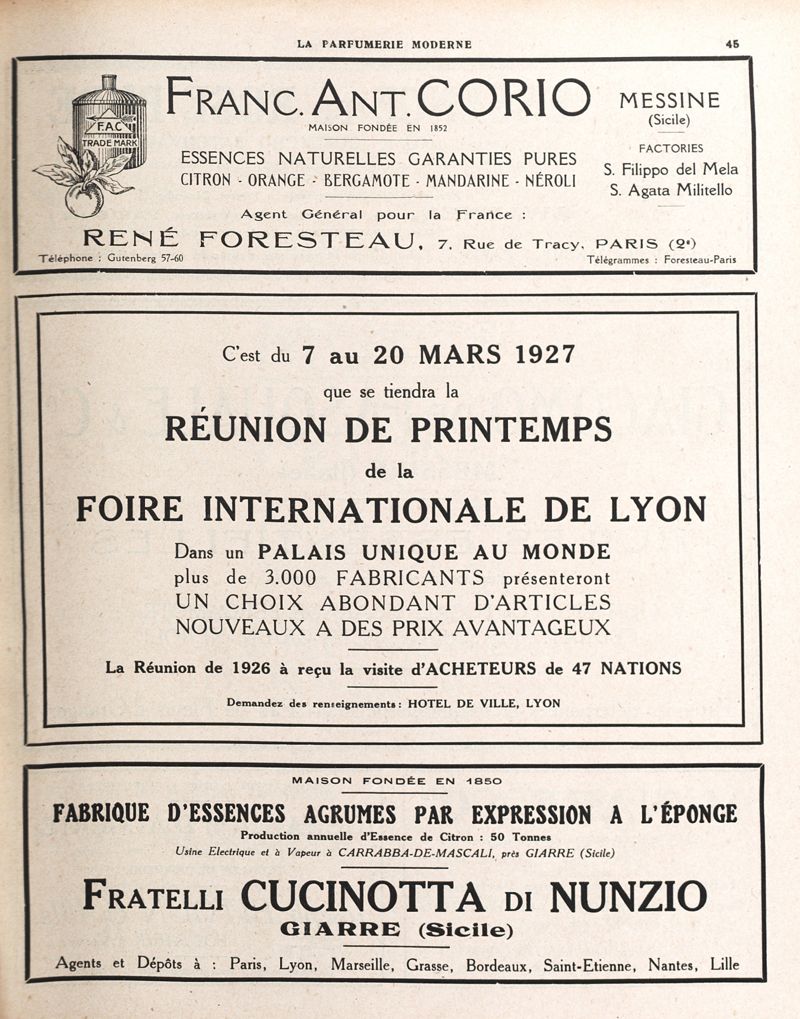 LA PARFUMERIE MODERNE 45
F.A.C
TRADE MARK
FRANC. ANT. CORIO
MAISON FONDÉE EN 1852
ESSENCES NATURELLES GARANTIES PURES
CITRON - ORANGE - BERGAMOTE - MANDARINE - NÉROLI
MESSINE
(Sicile)
FACTORIES
S. Filippo del Mela
S. Agata Militello
Agent Général pour la France :
RENÉ FORESTEAU, 7, Rue de Tracy, PARIS (2e)
Téléphone : Gutenberg 57-60 Télégrammes : Foresteau-Paris
C'est du 7 au 20 MARS 1927
que se tiendra la
RÉUNION DE PRINTEMPS
de la
FOIRE INTERNATIONALE DE LYON
Dans un PALAIS UNIQUE AU MONDE
plus de 3.000 FABRICANTS présenteront
UN CHOIX ABONDANT D'ARTICLES
NOUVEAUX A DES PRIX AVANTAGEUX
La Réunion de 1926 à reçu la visite d'ACHETEURS de 47 NATIONS
Demandez des renseignements : HOTEL DE VILLE, LYON
MAISON FONDÉE EN 1850
FABRIQUE D'ESSENCES AGRUMES PAR EXPRESSION A L'ÉPONGE
Production annuelle d'Essence de Citron : 50 Tonnes
Usine Electrique et à Vapeur à CARRABBA-DE-MASCALI, près GIARRE (Sicile)
FRATELLI CUCINOTTA DI NUNZIO
GIARRE (Sicile)
Agents et Dépôts à : Paris, Lyon, Marseille, Grasse, Bordeaux, Saint-Etienne, Nantes, Lille